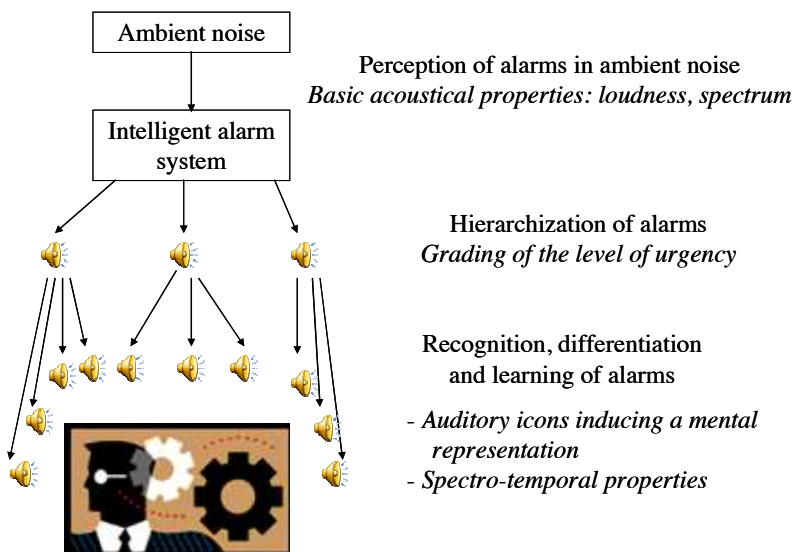 Ambient noise
Perception of alarms in ambient noise
Basic acoustical properties: loudness, spectrum
Intelligent alarm
system
Hierarchization of alarms
Grading of the level of urgency
Recognition, differentiation
and learning of alarms
- Auditory icons inducing a mental
representation
- Spectro-temporal properties